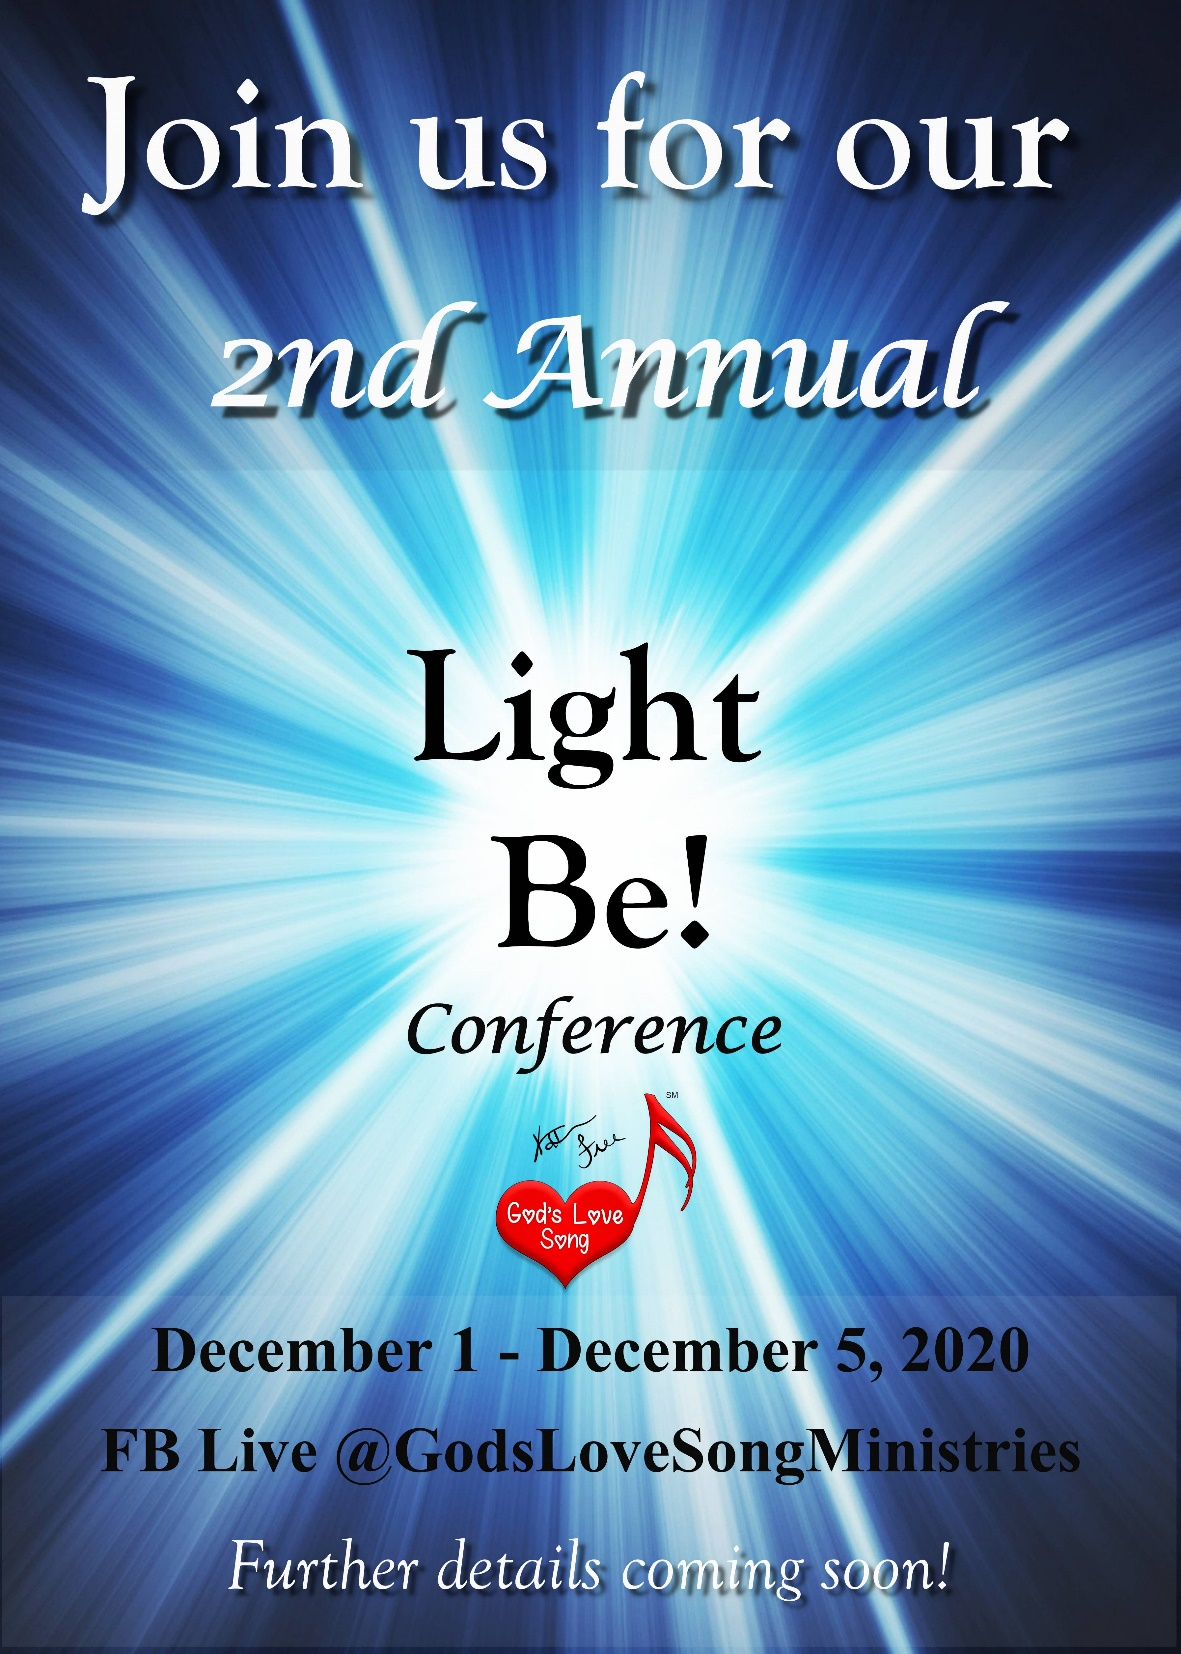 Join us for our
2nd Annual
Light
Be!
Conference
SM
God's Love
Song
December 1 - December 5, 2020
FB Live @GodsLoveSongMinistries
Further details coming soon!